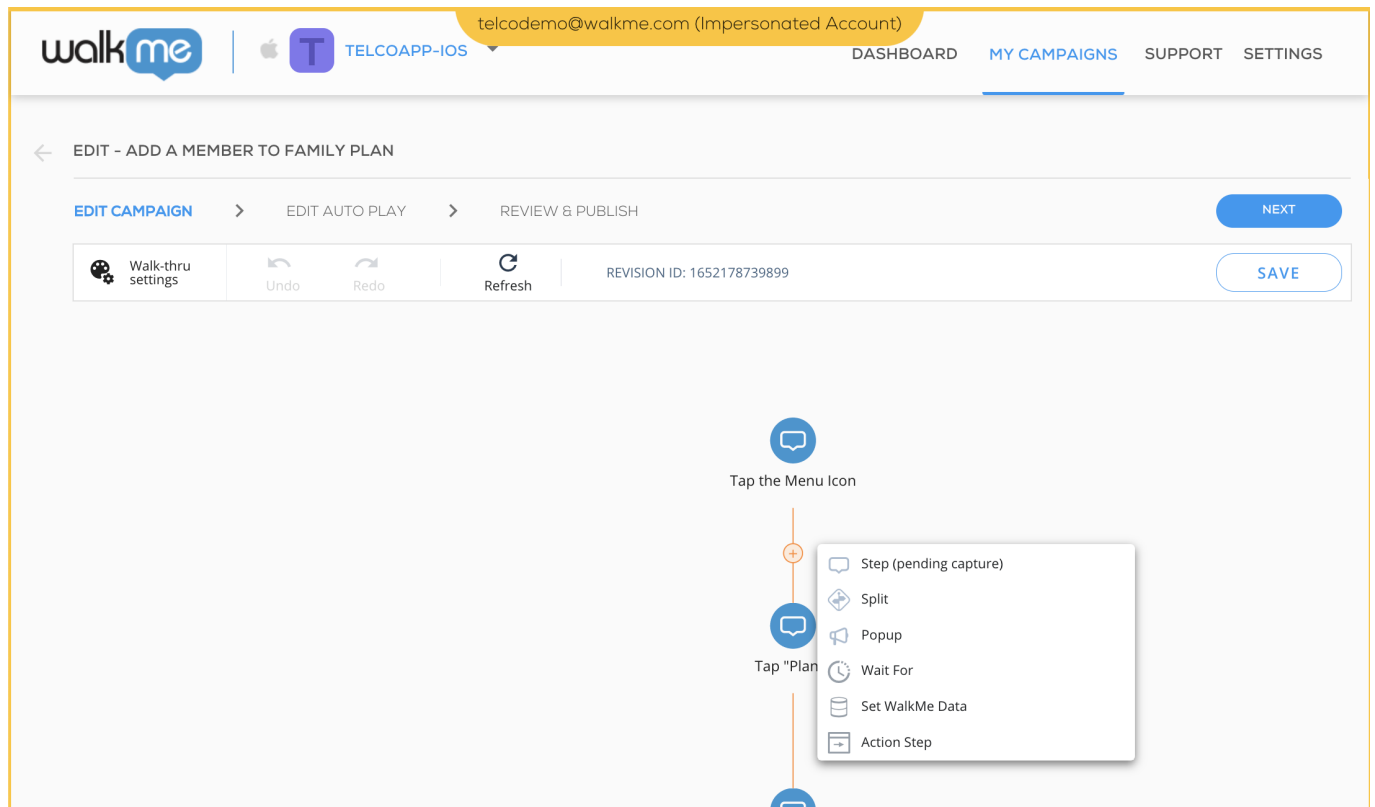 telcodemo@walkme.com (Impersonated Account)
walkme
T
TELCOAPP-IOS
DASHBOARD
MY CAMPAIGNS
SUPPORT
SETTINGS
EDIT - ADD A MEMBER TO FAMILY PLAN
EDIT CAMPAIGN
EDIT AUTO PLAY
REVIEW & PUBLISH
NEXT
Walk-thru
settings
Undo
Redo
Refresh
REVISION ID: 1652178739899
SAVE
Tap the Menu Icon
Step (pending capture)
Split
Popup
Wait For
Set WalkMe Data
Action Step
Tap "Plan